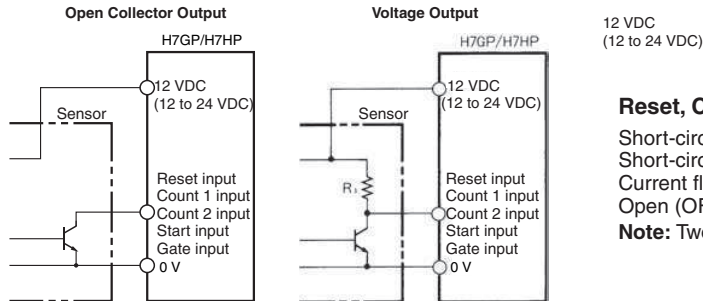 Open Collector Output
H7GP/H7HP
12 VDC
(12 to 24 VDC)
Sensor
Reset input
Count 1 input
Count 2 input
Start input
Gate input
0 V
Voltage Output
H7GP/H7HP
12 VDC
(12 to 24 VDC)
Sensor
R₁
Reset input
Count 1 input
Count 2 input
Start input
Gate input
0 V
12 VDC
(12 to 24 VDC)
Reset, C
Short-circ
Short-circ
Current fl
Open (OF
Note: Two